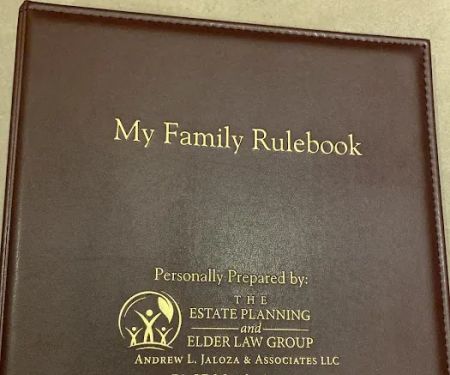 My Family Rulebook
Personally Prepared by:
THE
ESTATE PLANNING
and
ELDER LAW GROUP
ANDREW L. JALOZA & ASSOCIATES LLC